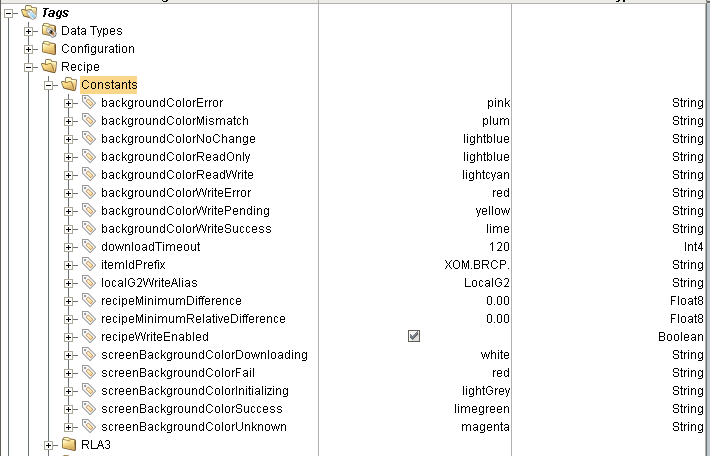 Tags
Data Types
Configuration
Recipe
Constants
backgroundColorError pink String
backgroundColorMismatch plum String
backgroundColorNoChange lightblue String
backgroundColorReadOnly lightblue String
backgroundColorReadWrite lightcyan String
backgroundColorWriteError red String
backgroundColorWritePending yellow String
backgroundColorWriteSuccess lime String
downloadTimeout 120 Int4
itemIdPrefix XOM.BRCP. String
localG2WriteAlias LocalG2 String
recipeMinimumDifference 0.00 Float8
recipeMinimumRelativeDifference 0.00 Float8
recipeWriteEnabled Boolean
screenBackgroundColorDownloading white String
screenBackgroundColorFail red String
screenBackgroundColorInitializing lightGrey String
screenBackgroundColorSuccess limegreen String
screenBackgroundColorUnknown magenta String
RLA3